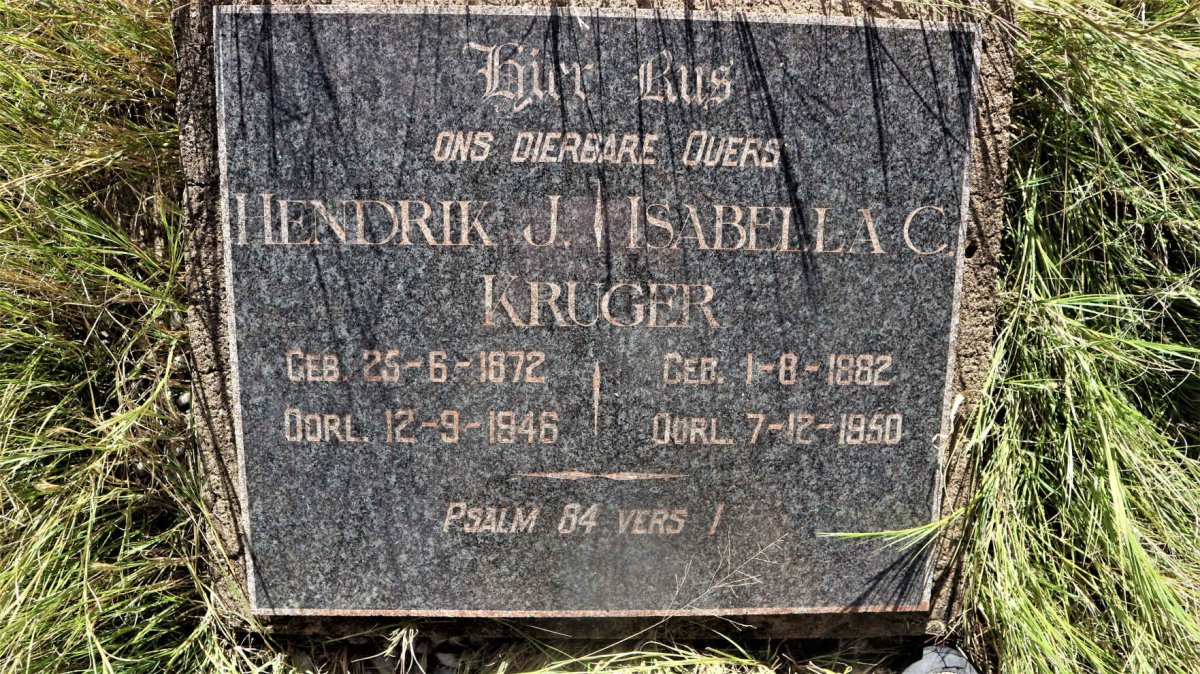 Hier Rus
ONS DIERBARE OUERS
HENDRIK J. ISABELLA C.
KRUGER
GEB. 25-6-1872 GEB. 1-8-1882
OORL. 12-9-1946 OORL. 7-12-1950
PSALM 84 VERS 1